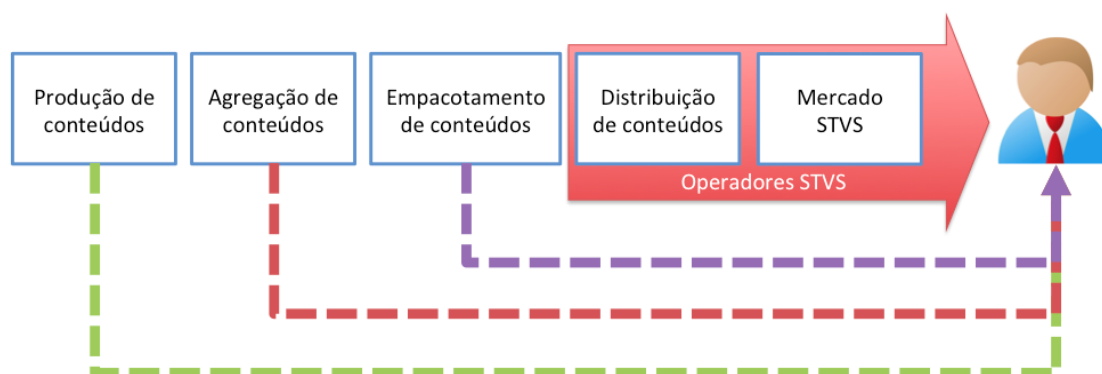 Produção de
conteúdos
Agregação de
conteúdos
Empacotamento
de conteúdos
Distribuição
de conteúdos
Mercado
STVS
Operadores STVS